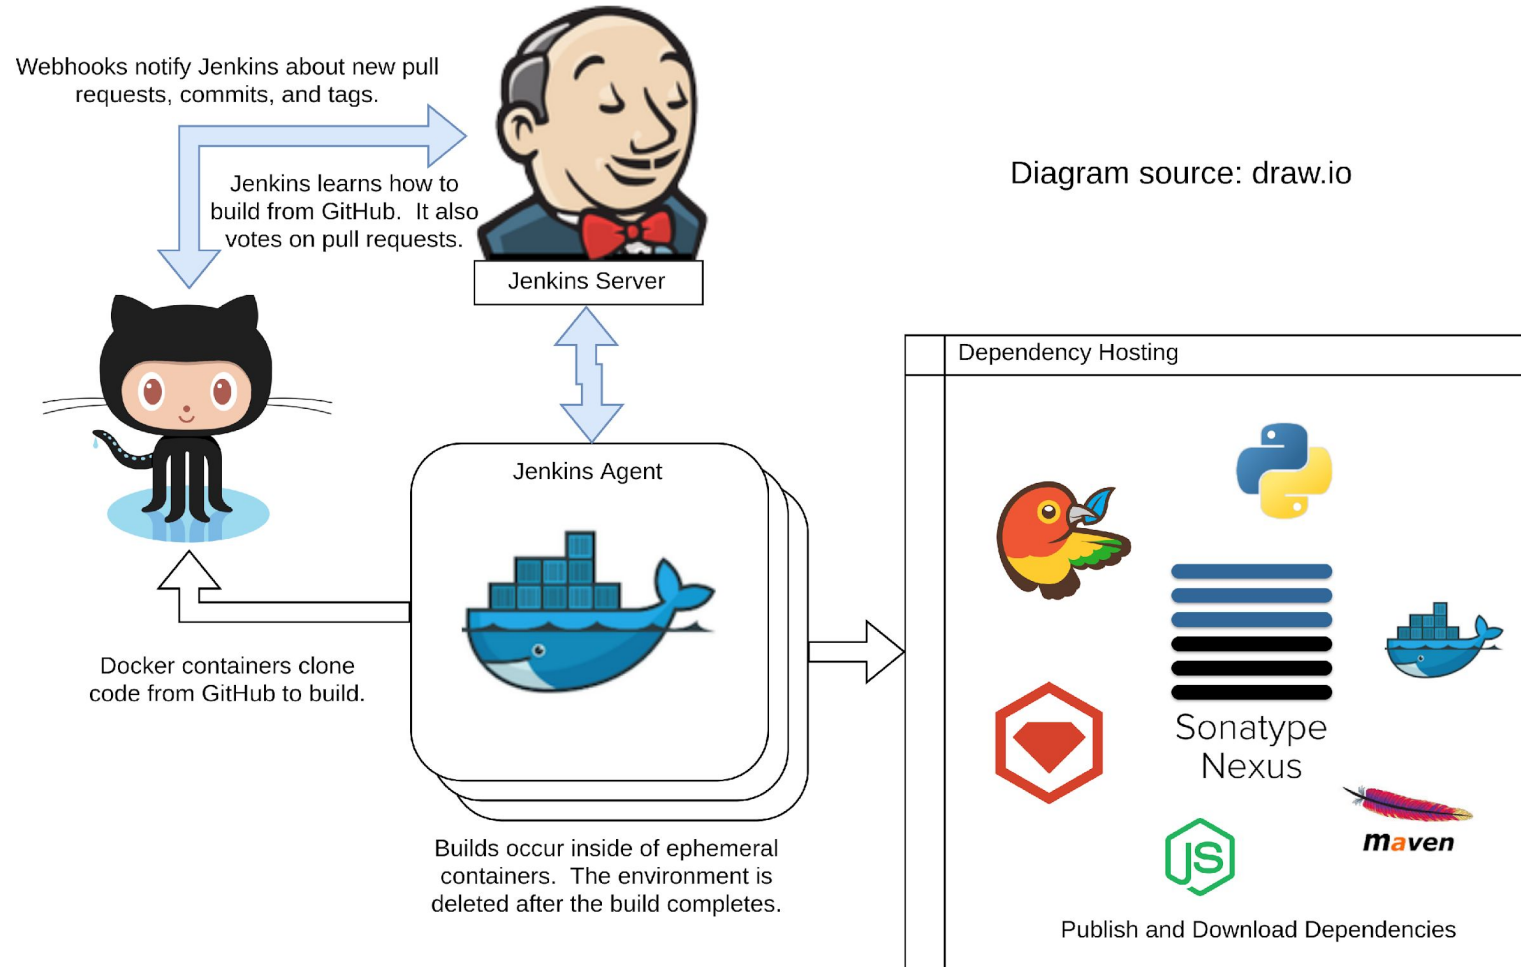 Webhooks notify Jenkins about new pull
requests, commits, and tags.
Jenkins learns how to
build from GitHub.  It also
votes on pull requests.
Diagram source: draw.io
Jenkins Server
Dependency Hosting
Jenkins Agent
Docker containers clone
code from GitHub to build.
Sonatype
Nexus
maven
JS
Builds occur inside of ephemeral
containers.  The environment is
deleted after the build completes.
Publish and Download Dependencies